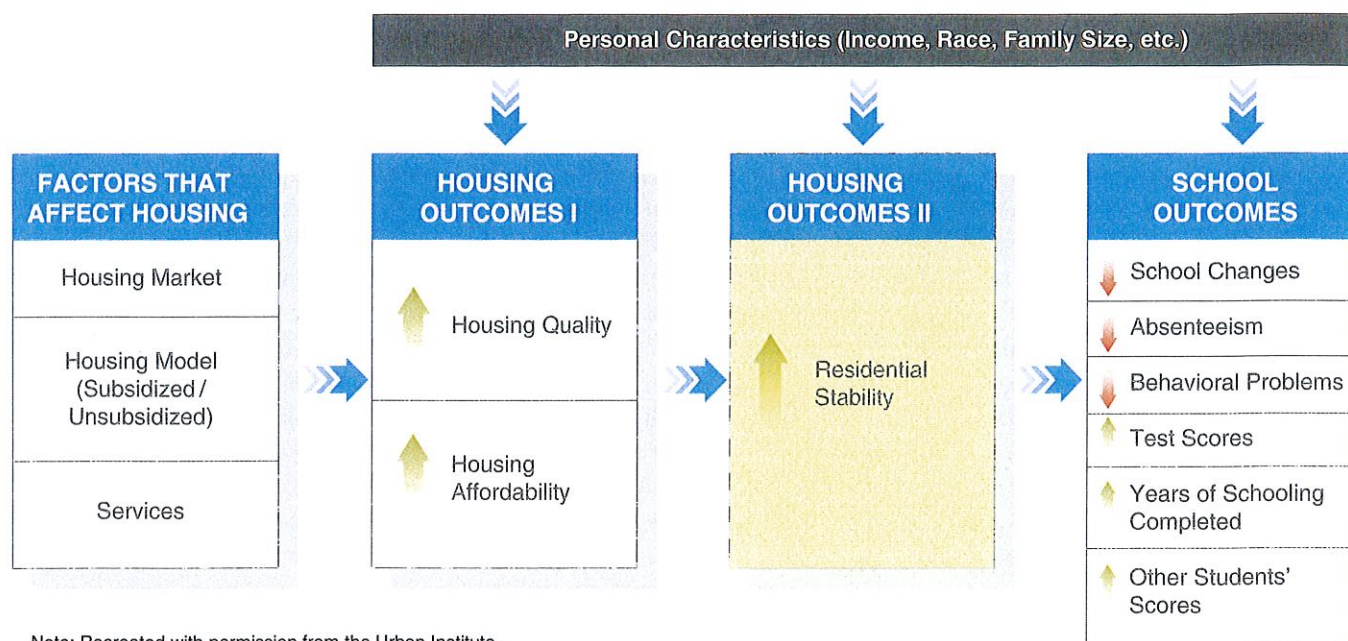 Personal Characteristics (Income, Race, Family Size, etc.)
FACTORS THAT
AFFECT HOUSING
Housing Market
Housing Model
(Subsidized /
Unsubsidized)
Services
HOUSING
OUTCOMES I
Housing Quality
Housing
Affordability
HOUSING
OUTCOMES II
Residential
Stability
SCHOOL
OUTCOMES
School Changes
Absenteeism
Behavioral Problems
Test Scores
Years of Schooling
Completed
Other Students'
Scores
Note: Recreated with permission from the Urban Institute